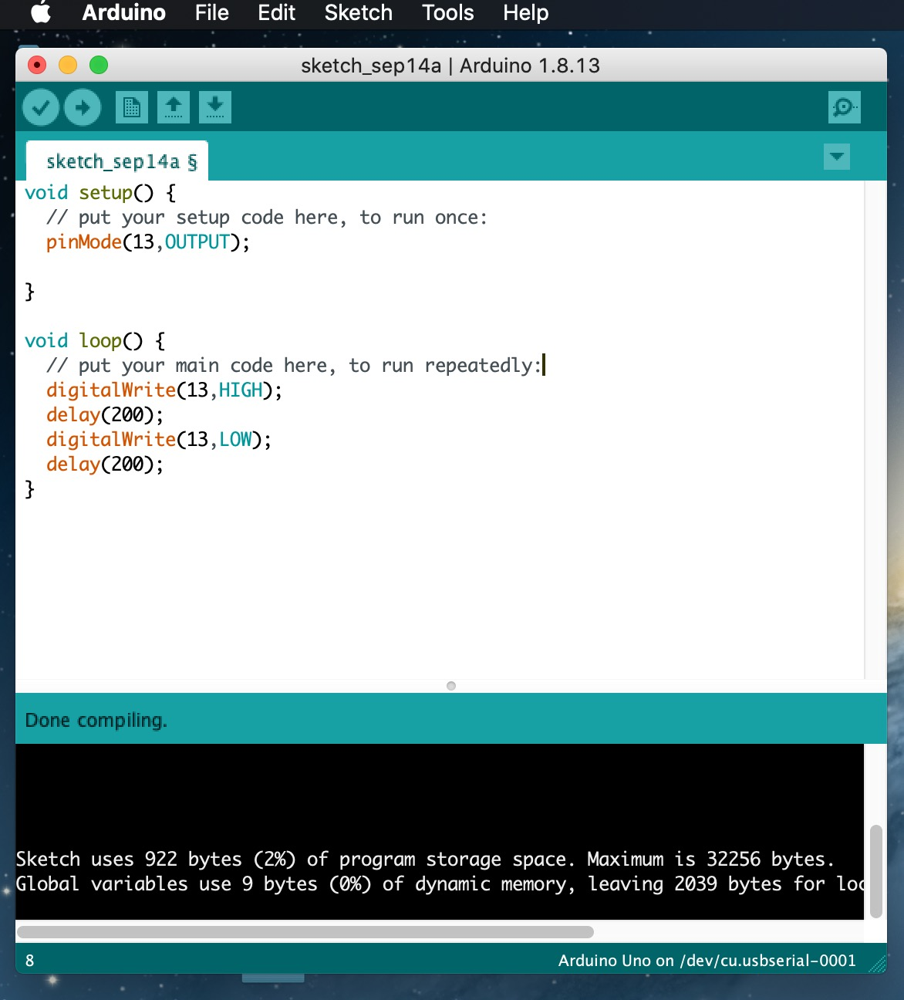 Arduino File Edit Sketch Tools Help
sketch_sep14a | Arduino 1.8.13
sketch_sep14a §
void setup() {
  // put your setup code here, to run once:
  pinMode(13,OUTPUT);
}
void loop() {
  // put your main code here, to run repeatedly:
  digitalWrite(13,HIGH);
  delay(200);
  digitalWrite(13,LOW);
  delay(200);
}
Done compiling.
Sketch uses 922 bytes (2%) of program storage space. Maximum is 32256 bytes.
Global variables use 9 bytes (0%) of dynamic memory, leaving 2039 bytes for loc
8 Arduino Uno on /dev/cu.usbserial-0001